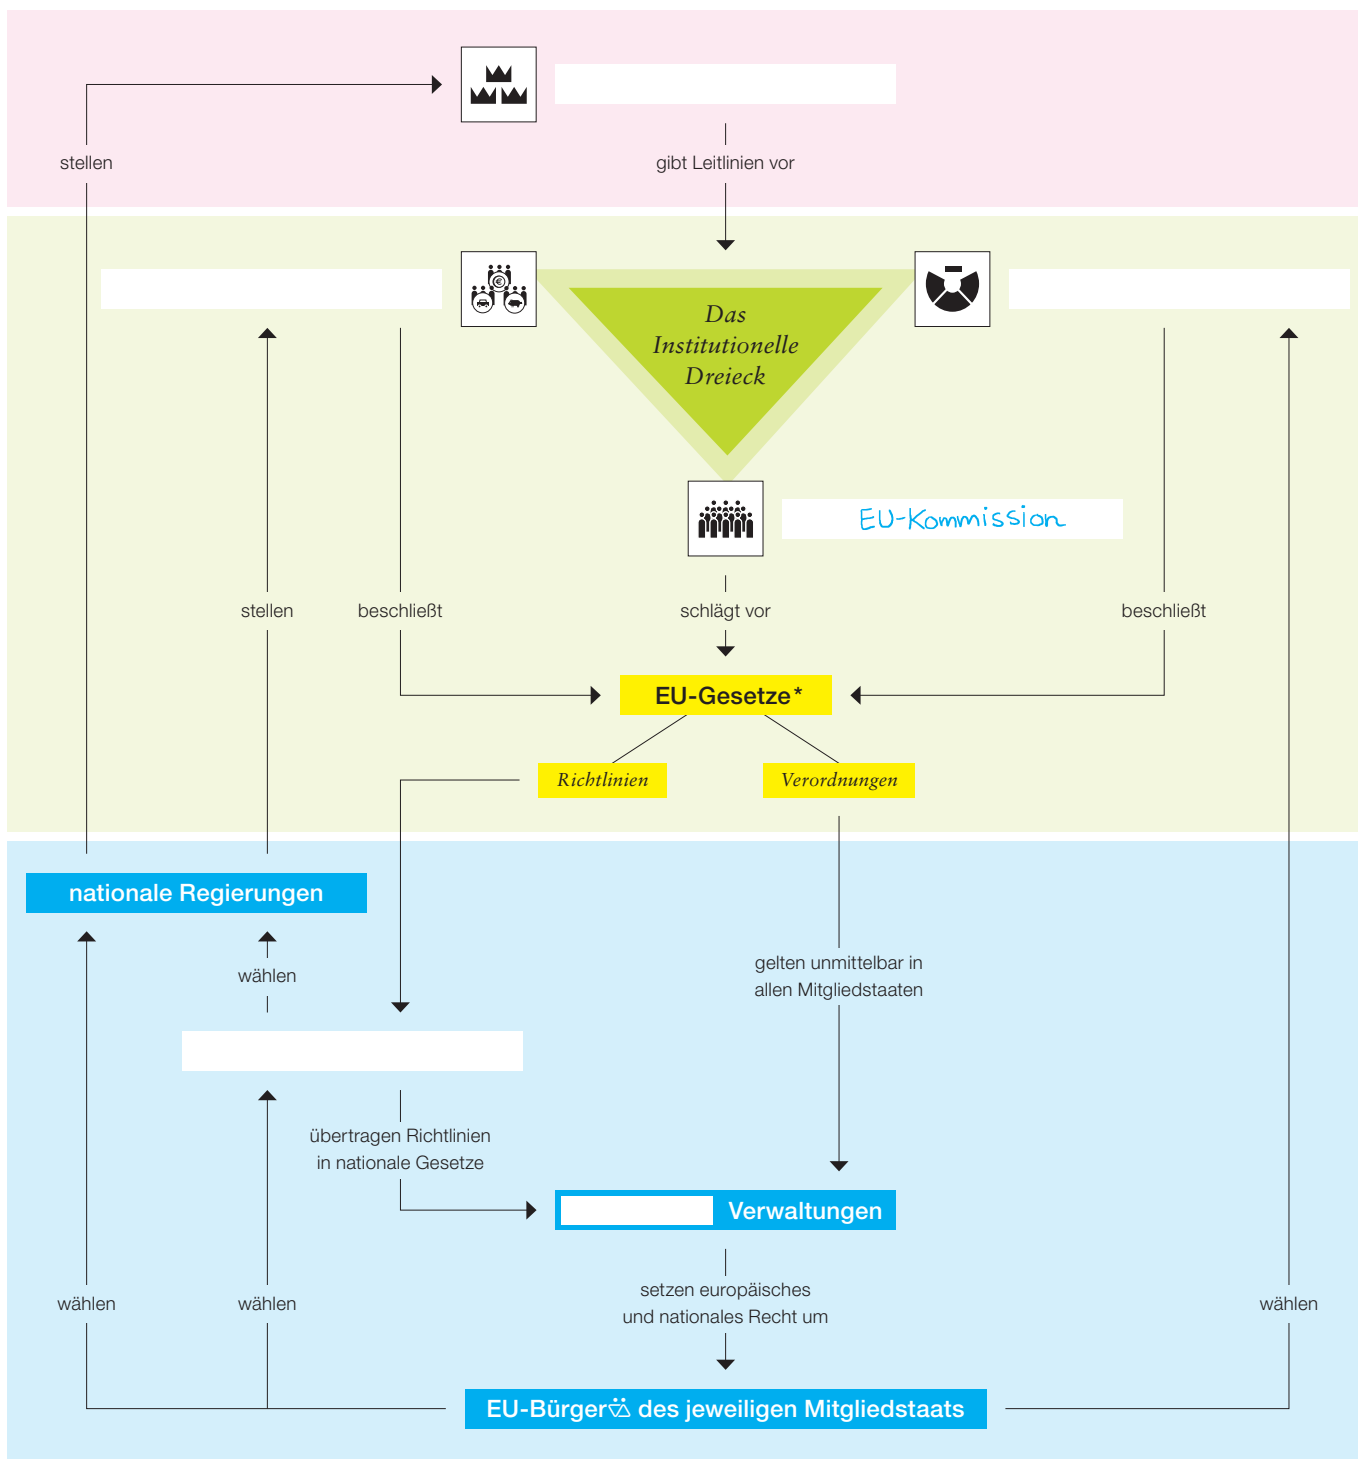 stellen
gibt Leitlinien vor
Das
Institutionelle
Dreieck
EU-Kommission
stellen
beschließt
schlägt vor
beschließt
EU-Gesetze*
Richtlinien
Verordnungen
nationale Regierungen
wählen
gelten unmittelbar in
allen Mitgliedstaaten
übertragen Richtlinien
in nationale Gesetze
Verwaltungen
wählen
wählen
setzen europäisches
und nationales Recht um
wählen
EU-Bürger des jeweiligen Mitgliedstaats